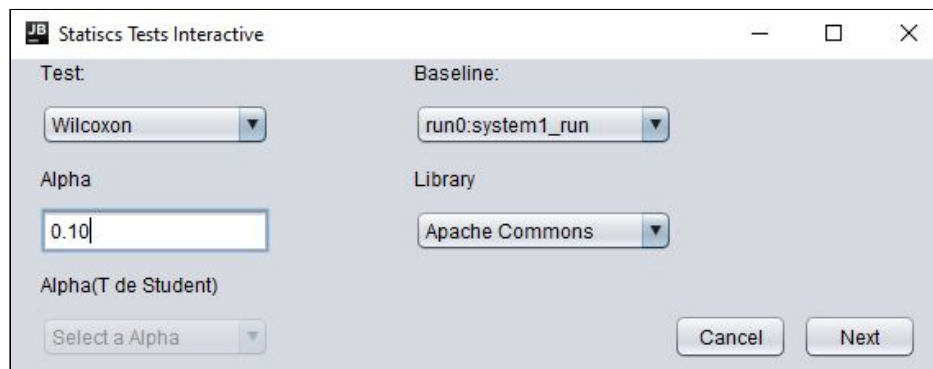 JB Statiscs Tests Interactive
Test: Baseline:
Wilcoxon run0:system1_run
Alpha Library
0.10 Apache Commons
Alpha(T de Student)
Select a Alpha Cancel Next